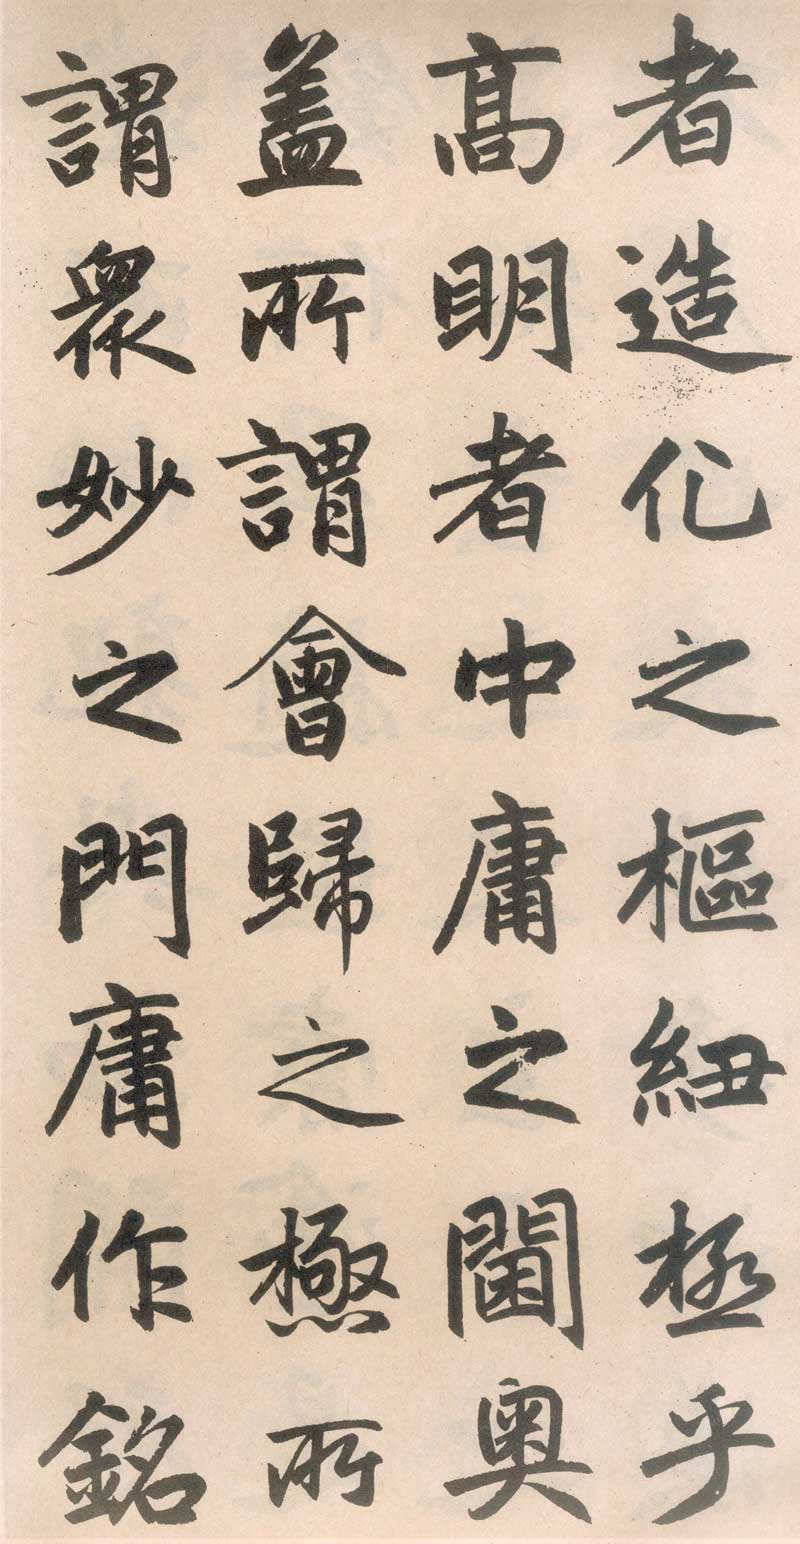 者造化之樞紐極乎
高明者中庸之閫奥
盖所謂會歸之極所
謂衆妙之門庸作銘